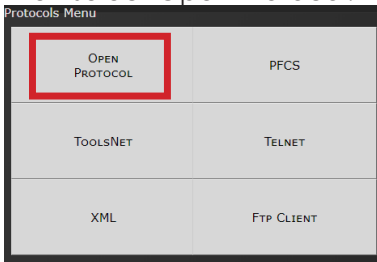 Protocols Menu
Open
Protocol
PFCS
ToolsNet
Telnet
XML
Ftp Client